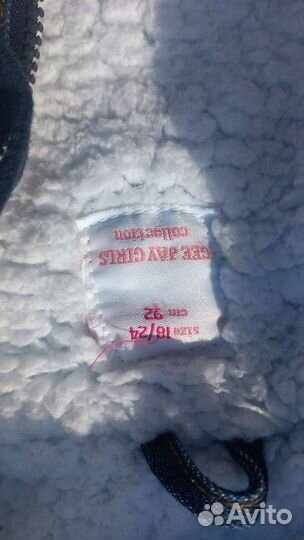 GEE JAY GIRLS
collection
cm 92
size 18/24
Avito